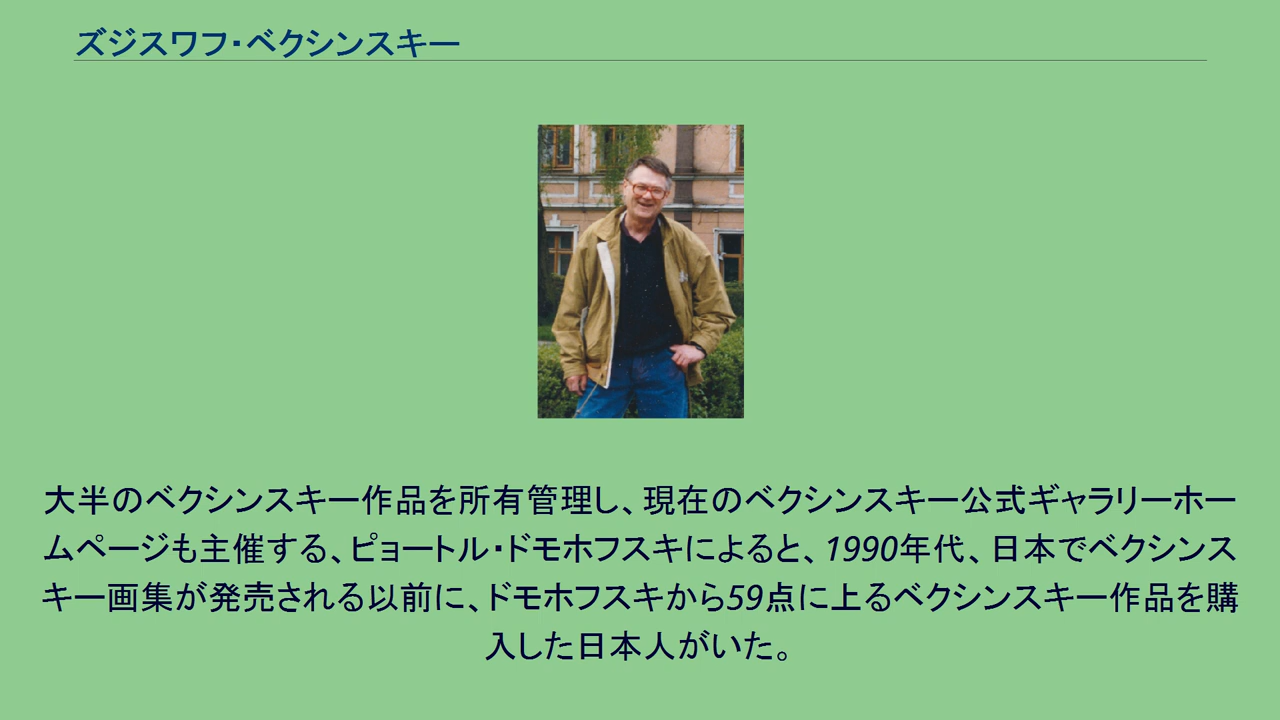 ズジスワフ・ベクシンスキー
大半のベクシンスキー作品を所有管理し、現在のベクシンスキー公式ギャラリーホー
ムページも主催する、ピョートル・ドモホフスキによると、1990年代、日本でベクシンス
キー画集が発売される以前に、ドモホフスキから59点に上るベクシンスキー作品を購
入した日本人がいた。